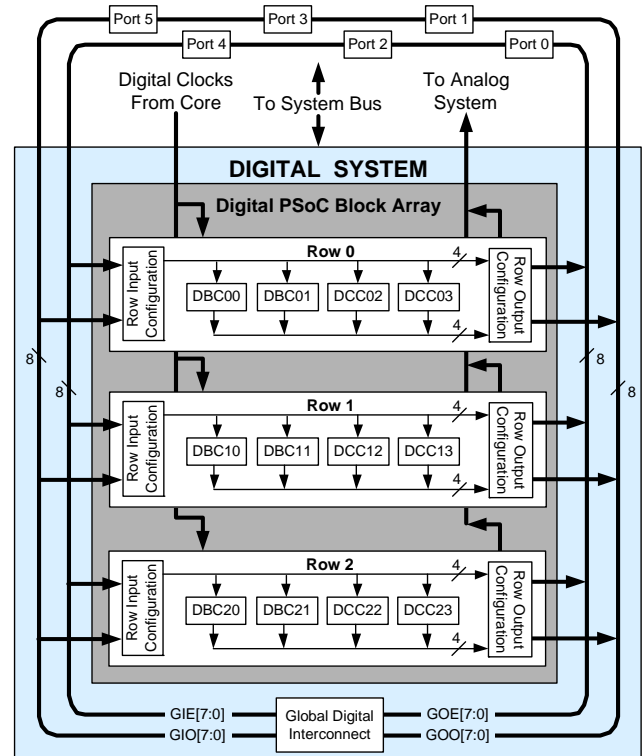 Port 5
Port 3
Port 1
Port 4
Port 2
Port 0
Digital Clocks
From Core
To System Bus
To Analog
System
DIGITAL SYSTEM
Digital PSoC Block Array
Row Input
Configuration
Row 0
4
DBC00
DBC01
DCC02
DCC03
4
Row Output
Configuration
8
8
8
8
Row Input
Configuration
Row 1
4
DBC10
DBC11
DCC12
DCC13
4
Row Output
Configuration
Row Input
Configuration
Row 2
4
DBC20
DBC21
DCC22
DCC23
4
Row Output
Configuration
GIE[7:0]
GIO[7:0]
Global Digital
Interconnect
GOE[7:0]
GOO[7:0]